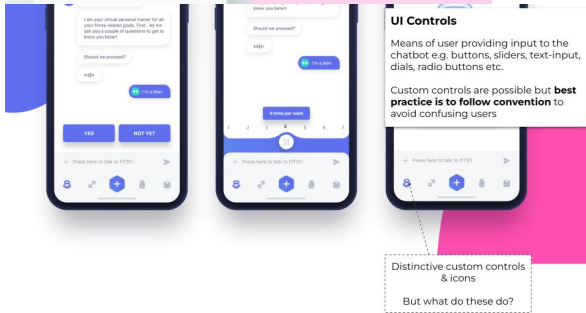 I am your virtual personal trainer for all
your fitness related goals. First, let me
ask you a couple of questions to get to
know you beter!
Should we proceed?
I'm a Man
YES
NOT YET
Press here to talk to FITSY.
know you beter!
Should we proceed?
I'm a Man
4 times per week
1 2 3 4 5 6 7
Press here to talk to FITSY.
UI Controls
Means of user providing input to the
chatbot e.g. buttons, sliders, text-input,
dials, radio buttons etc.
Custom controls are possible but best
practice is to follow convention to
avoid confusing users
Press here to talk to FITSY.
Distinctive custom controls
& icons
But what do these do?